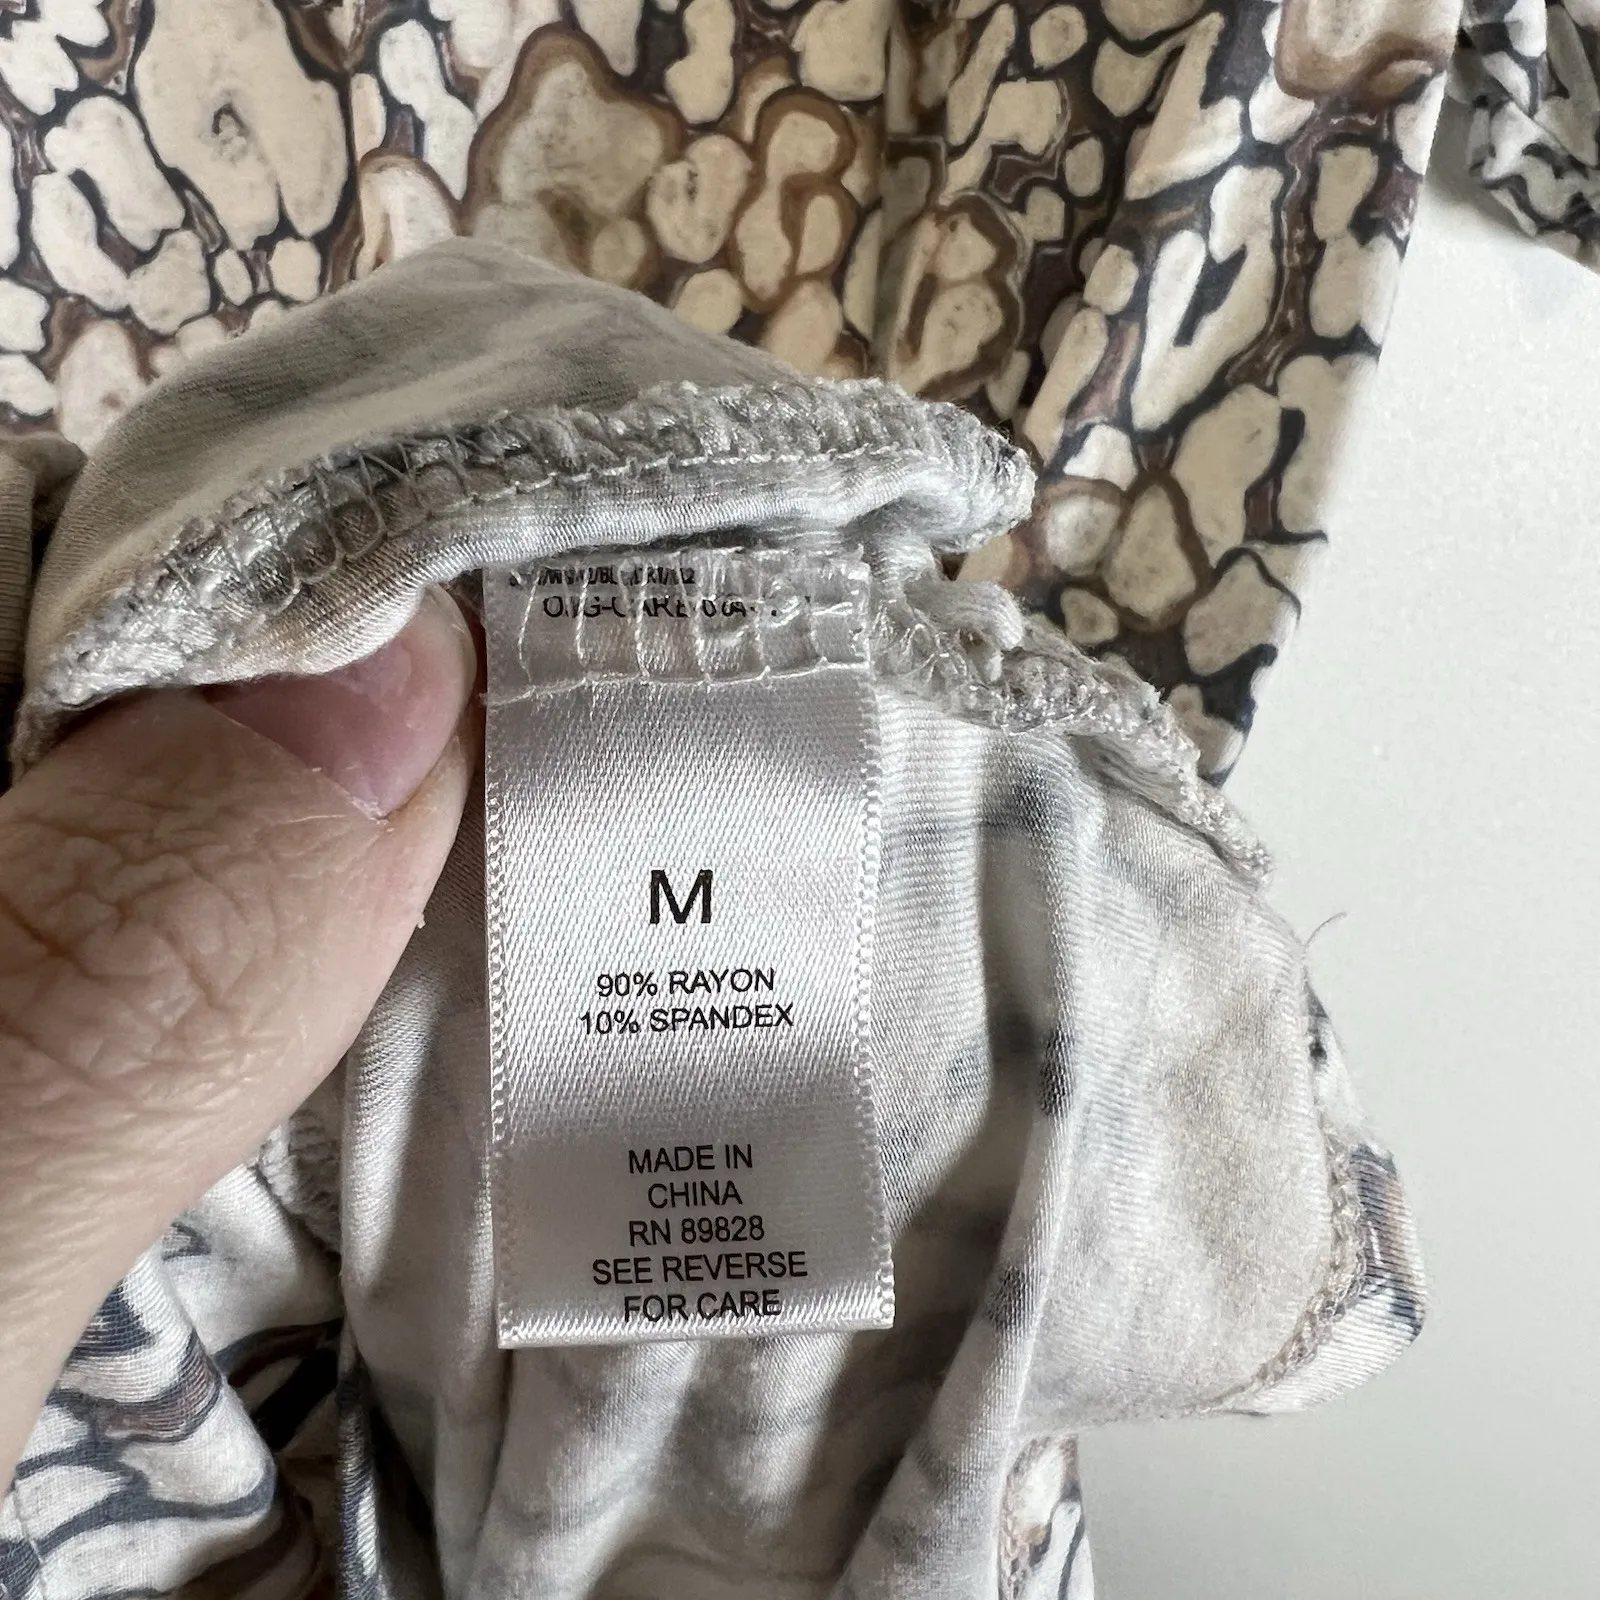 M
90% RAYON
10% SPANDEX
MADE IN
CHINA
RN 89828
SEE REVERSE
FOR CARE